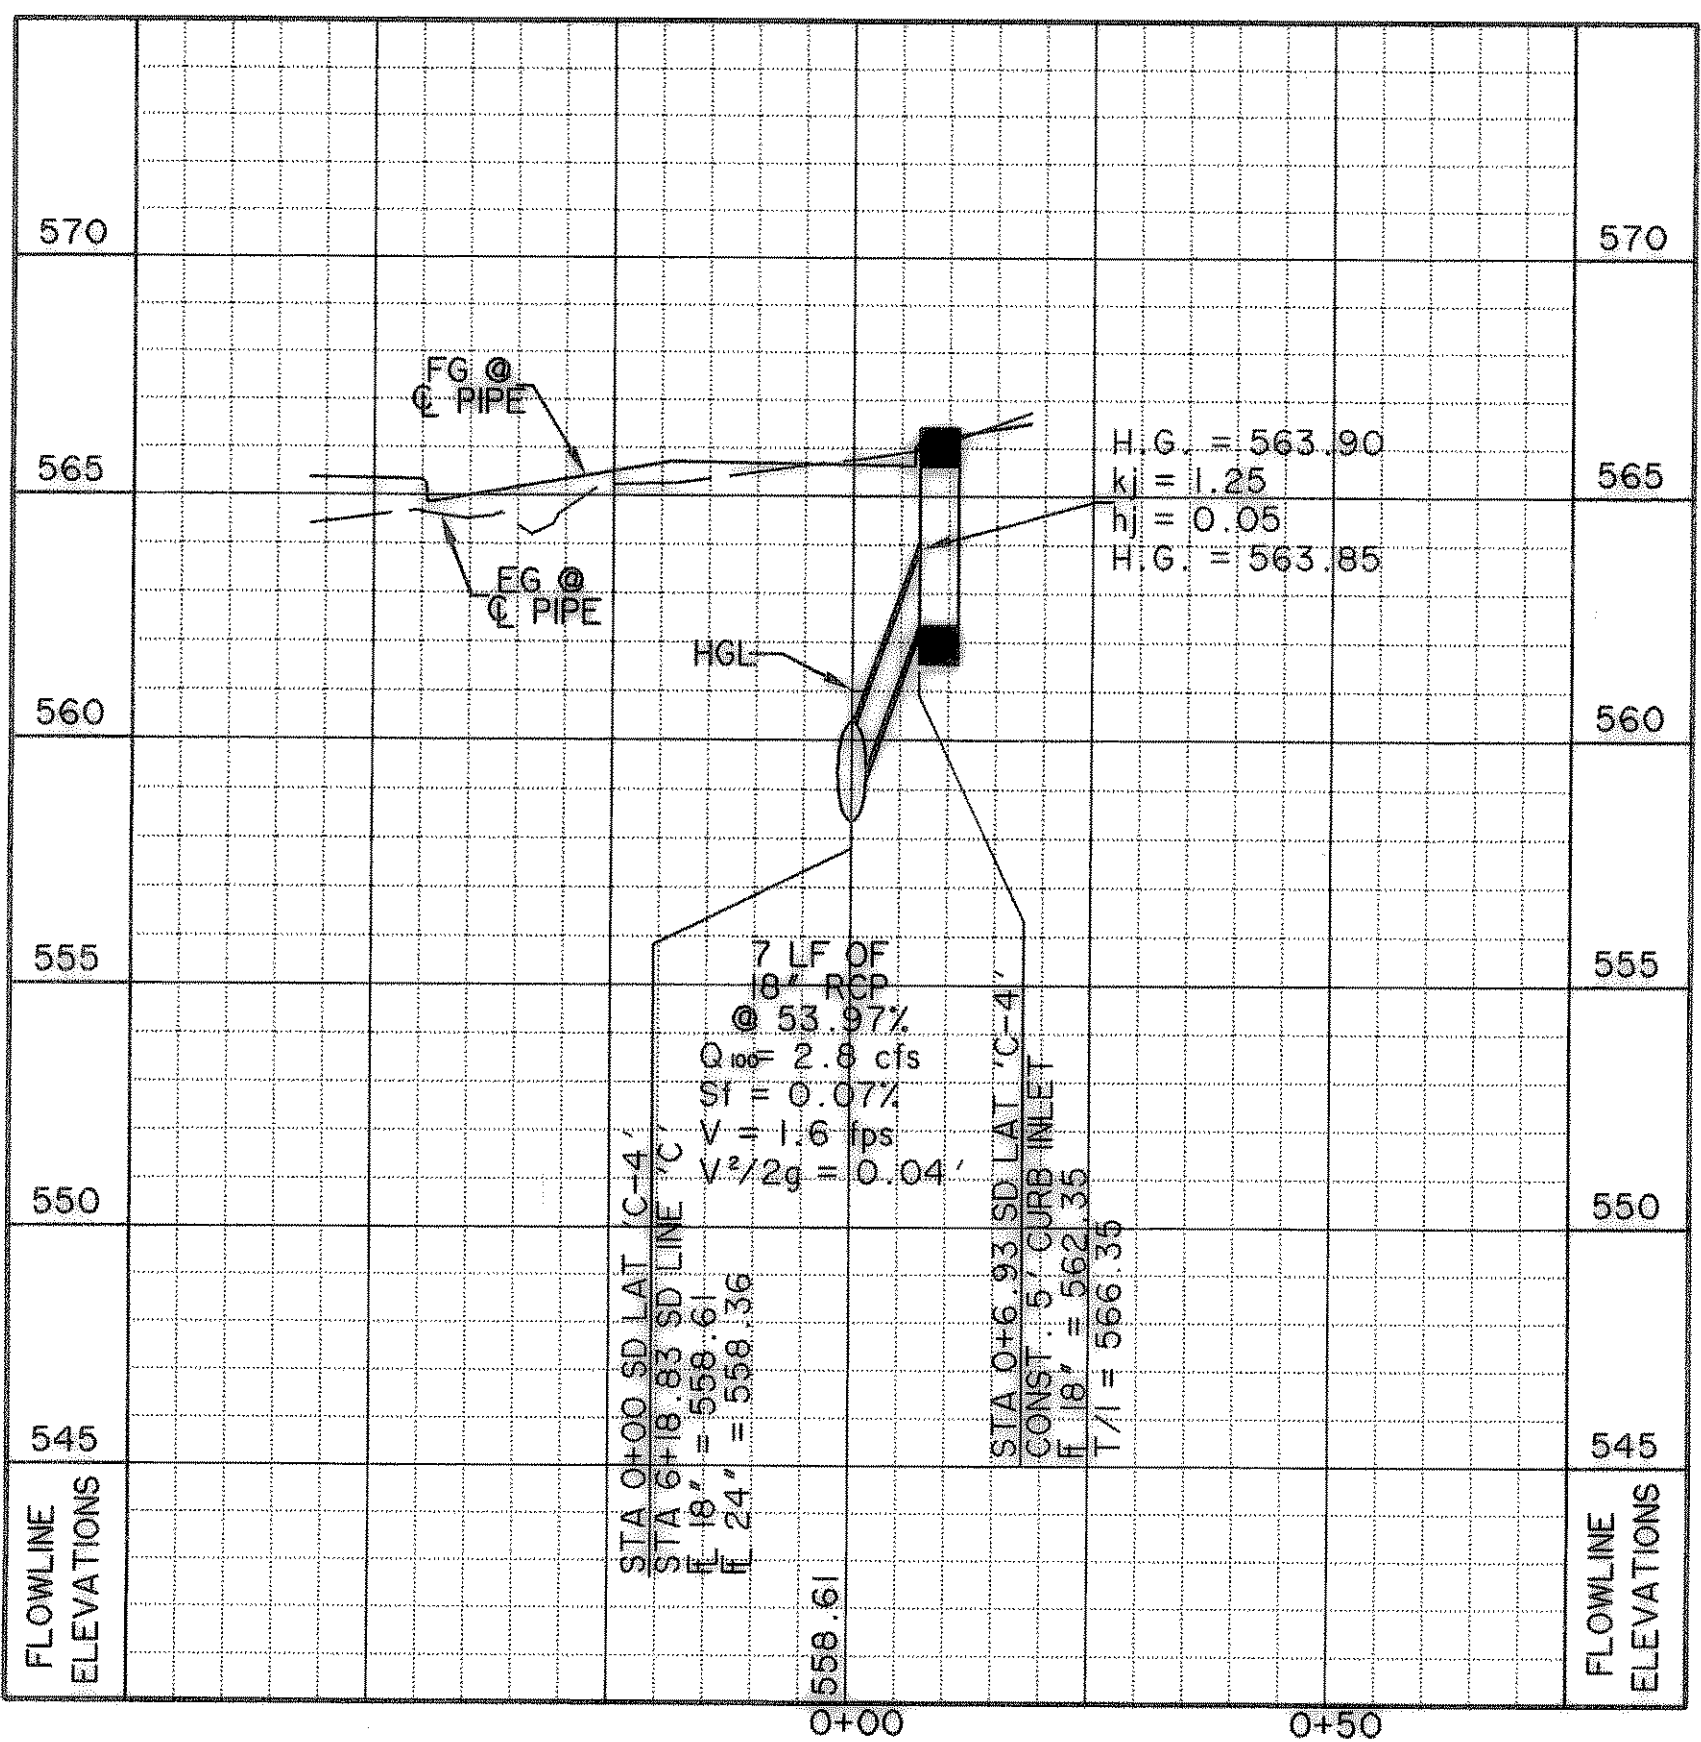 570
570
FG @
℄ PIPE
H.G. = 563.90
kj = 1.25
hj = 0.05
H.G. = 563.85
565
565
EG @
℄ PIPE
HGL
560
560
555
555
7 LF OF
18" RCP
@ 53.97%
Q100= 2.8 cfs
Sf = 0.07%
V = 1.6 fps
V²/2g = 0.04'
STA 0+00 SD LAT 'C-4'
STA 6+18.83 SD LINE 'C'
FL 18" = 558.61
FL 24" = 558.36
STA 0+6.93 SD LAT 'C-4'
CONST. 5' CURB INLET
FL 18" = 562.35
T/I = 566.35
550
550
545
545
FLOWLINE
ELEVATIONS
558.61
FLOWLINE
ELEVATIONS
0+00
0+50